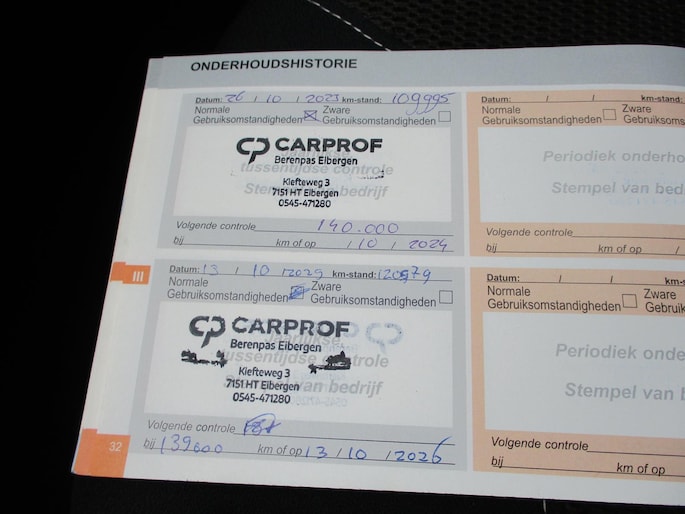 ONDERHOUDSHISTORIE
Datum: 26 / 10 / 2023 km-stand: 109995
Normale Gebruiksomstandigheden Zware Gebruiksomstandigheden
CARPROF
Berenpas Eibergen
Jaarlijkse
tussentijdse controle
Stempel van bedrijf
Kiefteweg 3
7151 HT Eibergen
0545-471280
Volgende controle 140.000
bij km of op / 10 / 2024
Datum: / / km-stand:
Normale Gebruiksomstandigheden Zware
Periodiek onderho
Stempel van bed
Volgende controle
bij km of op /
III
Datum: 13 / 10 / 2025 km-stand:
Normale Gebruiksomstandigheden Zware Gebruiksomstandigheden
CARPROF
Berenpas Eibergen
Jaarlijkse
tussentijdse controle
Stempel van bedrijf
Kiefteweg 3
7151 HT Eibergen
0545-471280
Volgende controle
bij 139600 km of op 13 / 10 / 2026
Datum: / / km-s
Normale Gebruiksomstandigheden Zware Gebruiks
Periodiek onde
Stempel van
Volgende controle
bij km of op
32